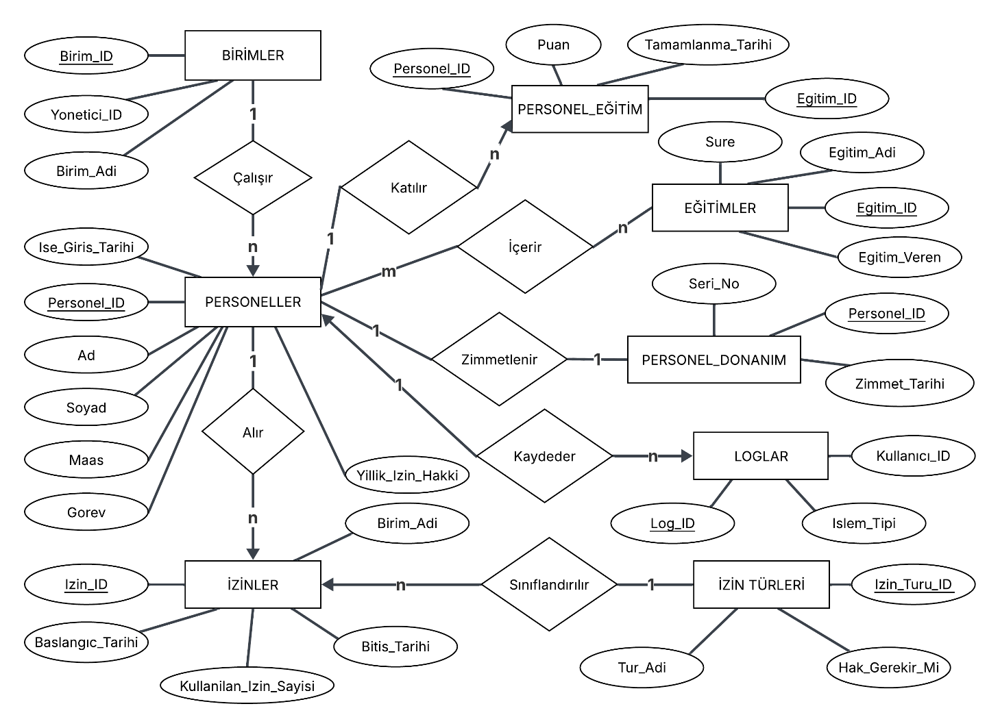 Birim_ID
BİRİMLER
Yonetici_ID
Birim_Adi
1
Çalışır
n
Personel_ID
Puan
Tamamlanma_Tarihi
PERSONEL_EĞİTİM
Egitim_ID
n
Katılır
1
Sure
Egitim_Adi
EĞİTİMLER
Egitim_ID
Egitim_Veren
n
İçerir
m
Ise_Giris_Tarihi
Personel_ID
PERSONELLER
Ad
Soyad
Maas
Gorev
Yillik_Izin_Hakki
1
Zimmetlenir
1
Seri_No
Personel_ID
PERSONEL_DONANIM
Zimmet_Tarihi
1
Kaydeder
n
LOGLAR
Kullanıcı_ID
Log_ID
Islem_Tipi
1
Alır
n
Birim_Adi
Izin_ID
İZİNLER
n
Sınıflandırılır
1
İZİN TÜRLERİ
Izin_Turu_ID
Baslangıc_Tarihi
Kullanilan_Izin_Sayisi
Bitis_Tarihi
Tur_Adi
Hak_Gerekir_Mi